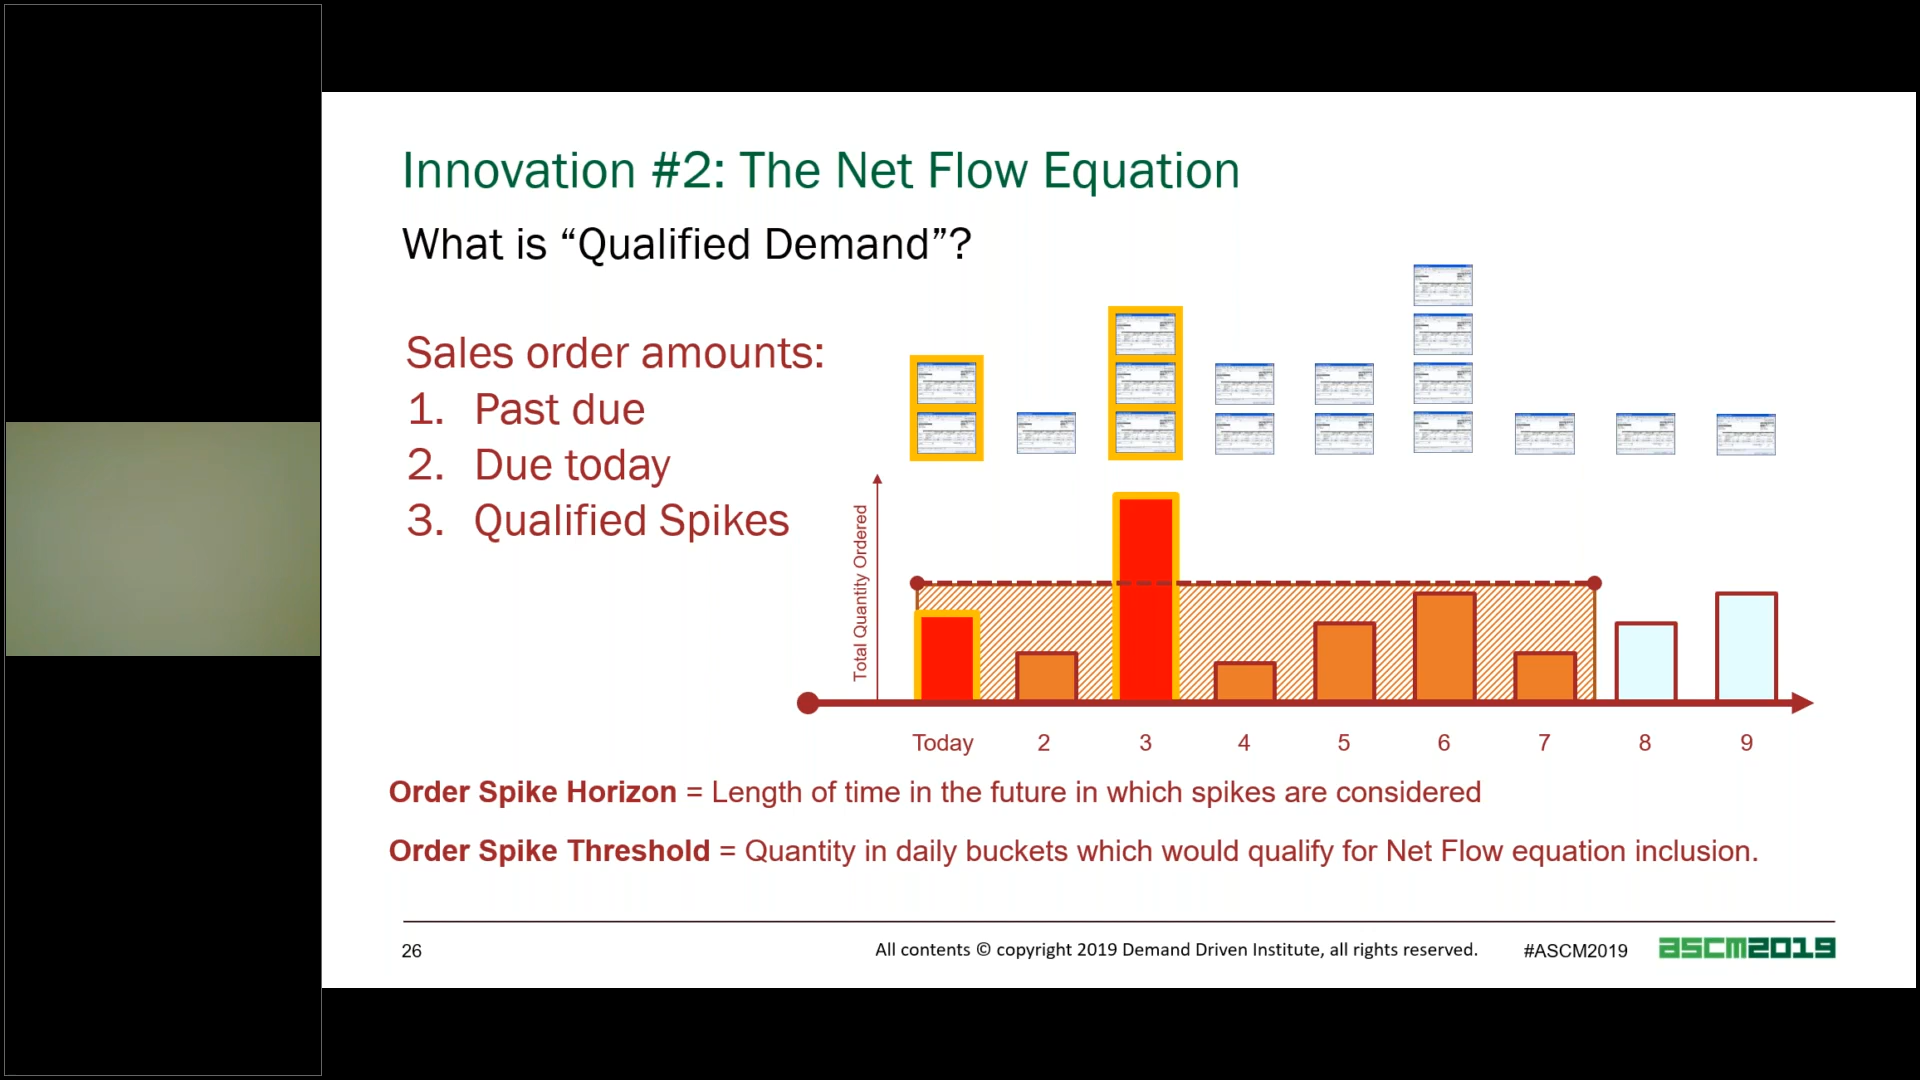 Innovation #2: The Net Flow Equation
What is “Qualified Demand”?
Sales order amounts:
1. Past due
2. Due today
3. Qualified Spikes
Total Quantity Ordered
Today 2 3 4 5 6 7 8 9
Order Spike Horizon = Length of time in the future in which spikes are considered
Order Spike Threshold = Quantity in daily buckets which would qualify for Net Flow equation inclusion.
26
All contents © copyright 2019 Demand Driven Institute, all rights reserved.
#ASCM2019
ascm2019